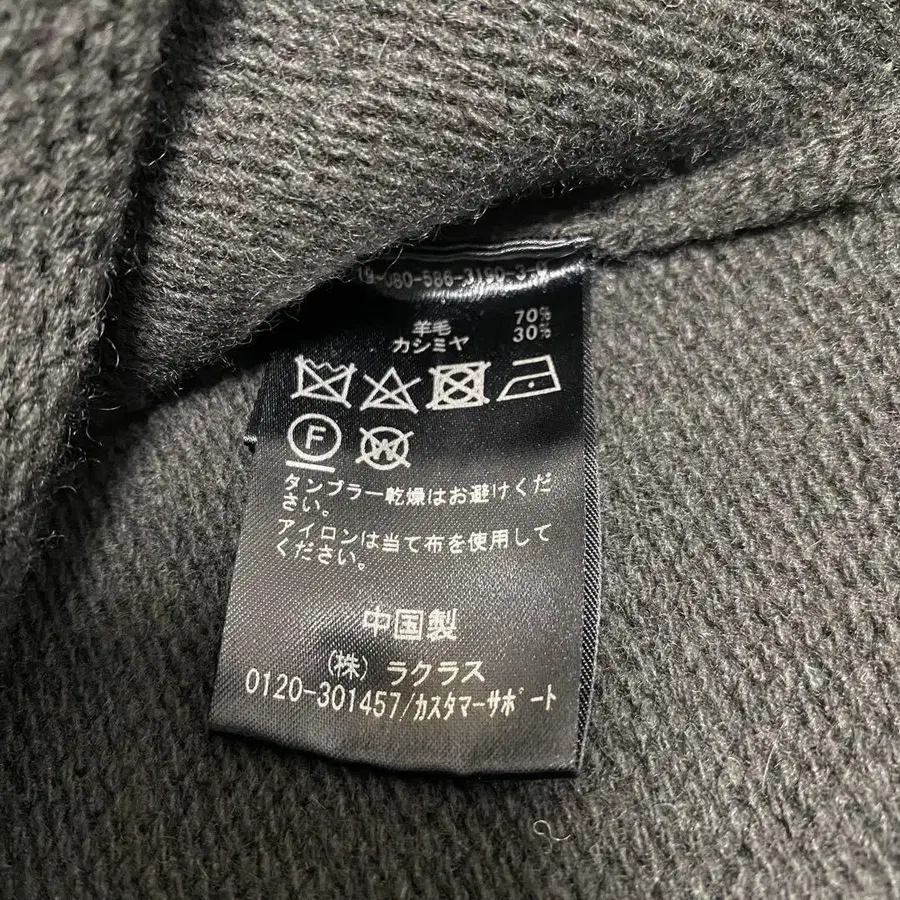 羊毛 70%
カシミヤ 30%
F
W
タンブラー乾燥はお避けくだ
さい。
アイロンは当て布を使用して
ください。
中国製
(株) ラクラス
0120-301457/カスタマーサポート